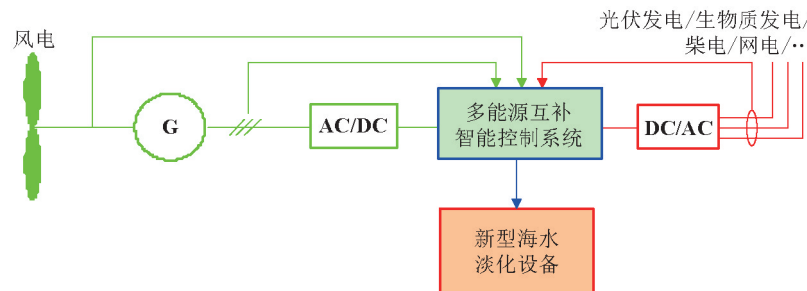 风电
光伏发电/生物质发电/
柴电/网电/··
G
AC/DC
多能源互补
智能控制系统
DC/AC
新型海水
淡化设备